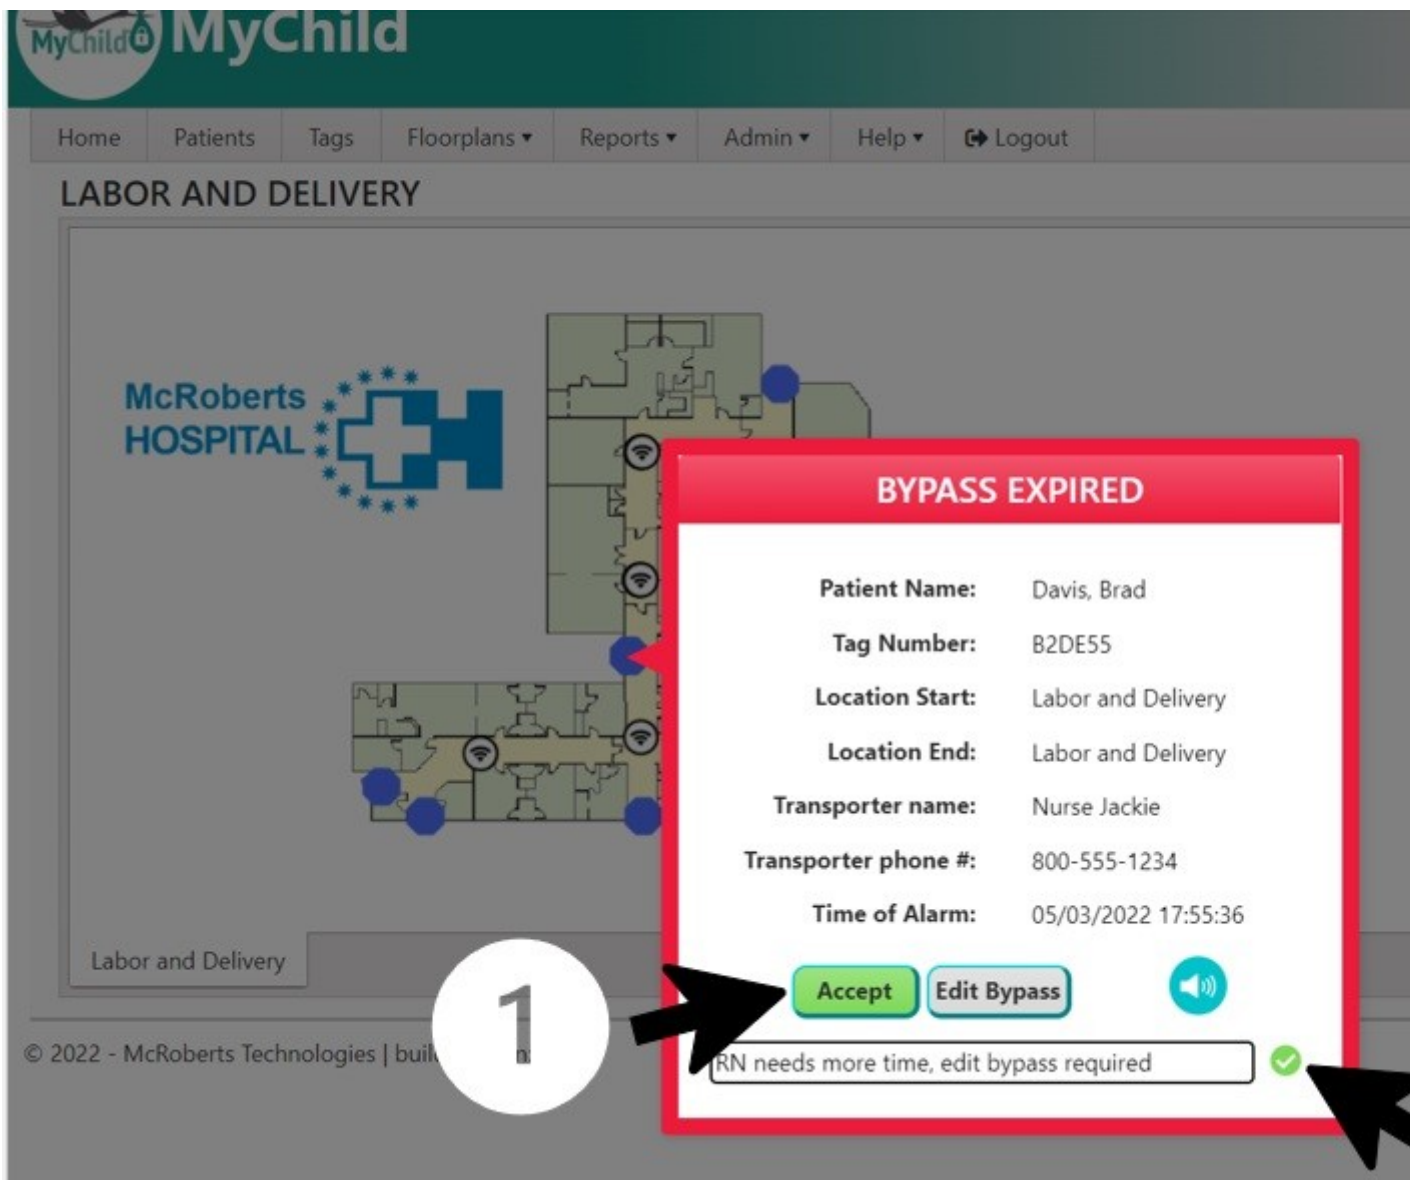 MyChild MyChild
Home Patients Tags Floorplans Reports Admin Help Logout
LABOR AND DELIVERY
McRoberts
HOSPITAL
BYPASS EXPIRED
Patient Name: Davis, Brad
Tag Number: B2DE55
Location Start: Labor and Delivery
Location End: Labor and Delivery
Transporter name: Nurse Jackie
Transporter phone #: 800-555-1234
Time of Alarm: 05/03/2022 17:55:36
Labor and Delivery
1
Accept Edit Bypass
© 2022 - McRoberts Technologies |
RN needs more time, edit bypass required